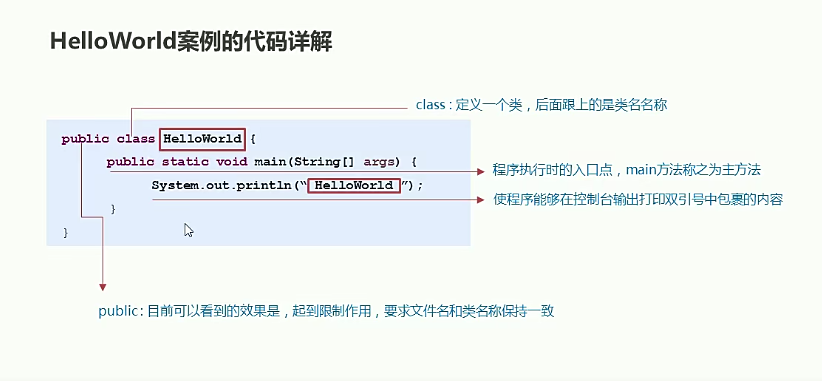 HelloWorld案例的代码详解
class : 定义一个类，后面跟上的是类名名称
public class HelloWorld {
public static void main(String[] args) {
程序执行时的入口点，main方法称之为主方法
System.out.println(“ HelloWorld ”);
使程序能够在控制台输出打印双引号中包裹的内容
}
}
public : 目前可以看到的效果是，起到限制作用，要求文件名和类名称保持一致